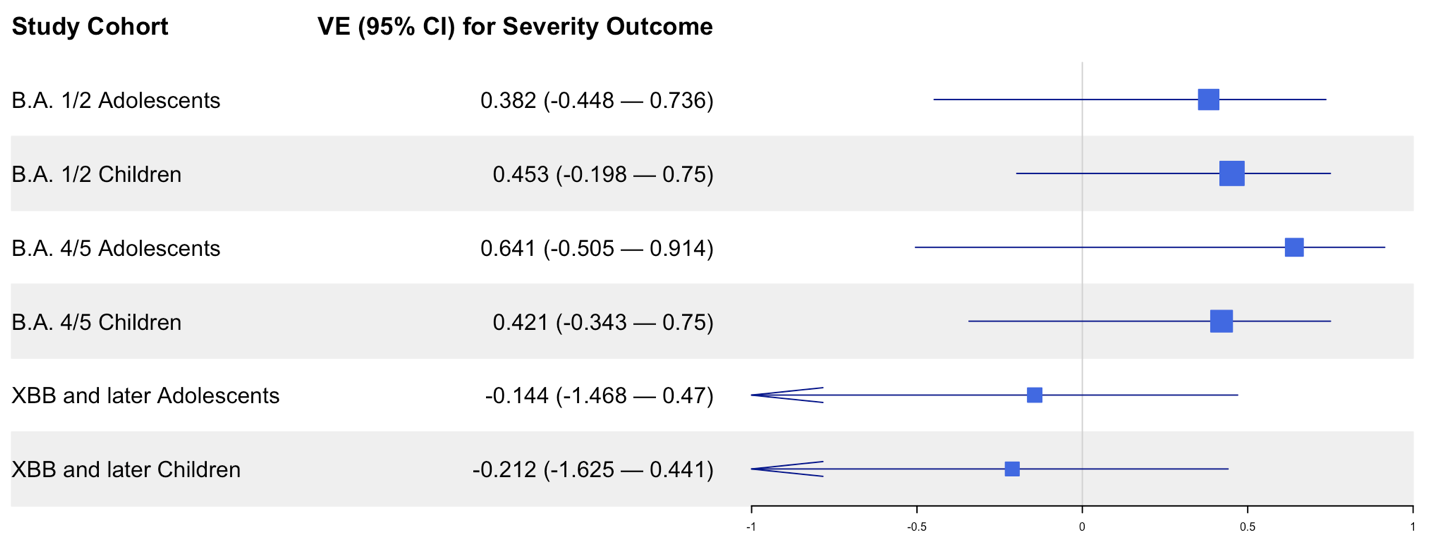 Study Cohort VE (95% CI) for Severity Outcome
B.A. 1/2 Adolescents 0.382 (-0.448 — 0.736)
B.A. 1/2 Children 0.453 (-0.198 — 0.75)
B.A. 4/5 Adolescents 0.641 (-0.505 — 0.914)
B.A. 4/5 Children 0.421 (-0.343 — 0.75)
XBB and later Adolescents -0.144 (-1.468 — 0.47)
XBB and later Children -0.212 (-1.625 — 0.441)
-1 -0.5 0 0.5 1